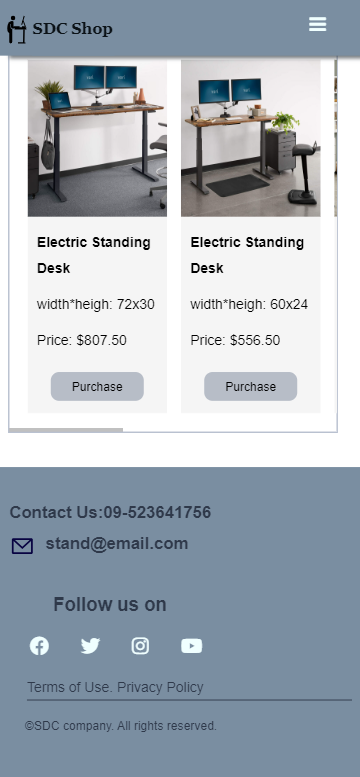 SDC Shop
Electric Standing
Desk
width*heigh: 72x30
Price: $807.50
Purchase
Electric Standing
Desk
width*heigh: 60x24
Price: $556.50
Purchase
Contact Us:09-523641756
stand@email.com
Follow us on
Terms of Use. Privacy Policy
©SDC company. All rights reserved.